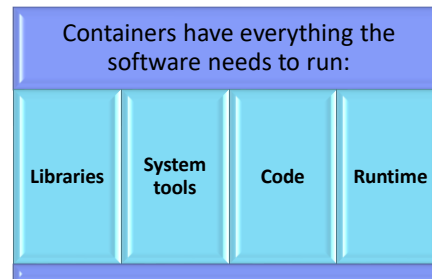 Containers have everything the
software needs to run:
Libraries
System
tools
Code
Runtime